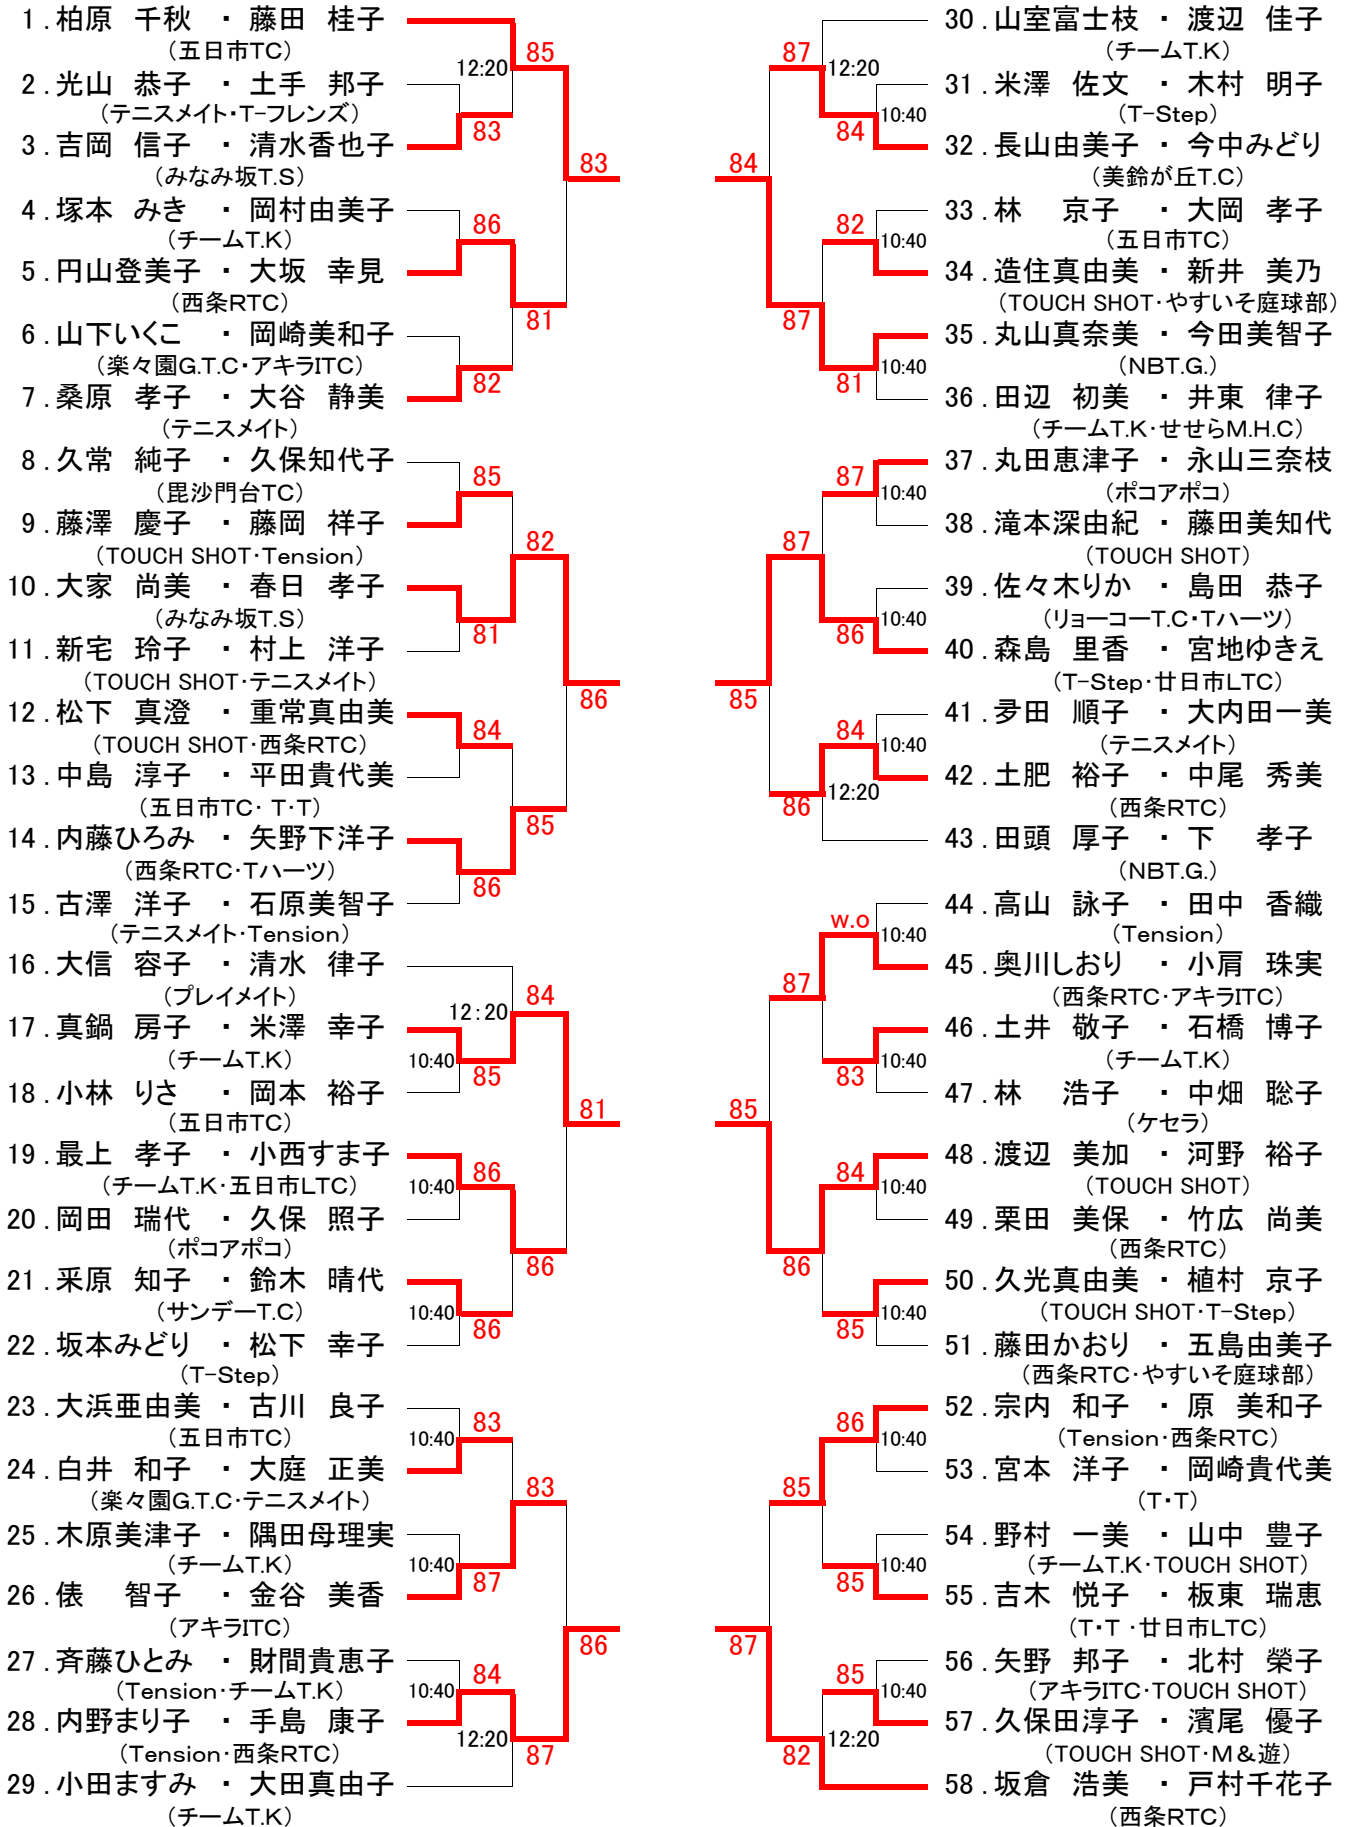 1.柏原 千秋 ・ 藤田 桂子
(五日市TC)
85
12:20
2.光山 恭子 ・ 土手 邦子
(テニスメイト・T-フレンズ)
83
3.吉岡 信子 ・ 清水香也子
(みなみ坂T.S)
83
4.塚本 みき ・ 岡村由美子
(チームT.K)
86
5.円山登美子 ・ 大坂 幸見
(西条RTC)
81
6.山下いくこ ・ 岡崎美和子
(楽々園G.T.C・アキラITC)
82
7.桑原 孝子 ・ 大谷 静美
(テニスメイト)
8.久常 純子 ・ 久保知代子
(毘沙門台TC)
85
9.藤澤 慶子 ・ 藤岡 祥子
(TOUCH SHOT・Tension)
82
10.大家 尚美 ・ 春日 孝子
(みなみ坂T.S)
81
11.新宅 玲子 ・ 村上 洋子
(TOUCH SHOT・テニスメイト)
86
12.松下 真澄 ・ 重常真由美
(TOUCH SHOT・西条RTC)
84
13.中島 淳子 ・ 平田貴代美
(五日市TC・T・T)
85
14.内藤ひろみ ・ 矢野下洋子
(西条RTC・Tハーツ)
86
15.古澤 洋子 ・ 石原美智子
(テニスメイト・Tension)
16.大信 容子 ・ 清水 律子
(プレイメイト)
84
12:20
17.真鍋 房子 ・ 米澤 幸子
(チームT.K)
10:40
85
18.小林 りさ ・ 岡本 裕子
(五日市TC)
81
19.最上 孝子 ・ 小西すま子
(チームT.K・五日市LTC)
10:40
86
20.岡田 瑞代 ・ 久保 照子
(ポコアポコ)
86
21.采原 知子 ・ 鈴木 晴代
(サンデーT.C)
10:40
86
22.坂本みどり ・ 松下 幸子
(T-Step)
23.大浜亜由美 ・ 古川 良子
(五日市TC)
10:40
83
24.白井 和子 ・ 大庭 正美
(楽々園G.T.C・テニスメイト)
83
25.木原美津子 ・ 隅田母理実
(チームT.K)
10:40
87
26.俵 智子 ・ 金谷 美香
(アキラITC)
86
27.斉藤ひとみ ・ 財間貴恵子
(Tension・チームT.K)
10:40
84
28.内野まり子 ・ 手島 康子
(Tension・西条RTC)
12:20
87
29.小田ますみ ・ 大田真由子
(チームT.K)
30.山室富士枝 ・ 渡辺 佳子
(チームT.K)
87
12:20
31.米澤 佐文 ・ 木村 明子
(T-Step)
10:40
84
32.長山由美子 ・ 今中みどり
(美鈴が丘T.C)
84
33.林 京子 ・ 大岡 孝子
(五日市TC)
82
10:40
34.造住真由美 ・ 新井 美乃
(TOUCH SHOT・やすいそ庭球部)
87
35.丸山真奈美 ・ 今田美智子
(NBT.G.)
10:40
81
36.田辺 初美 ・ 井東 律子
(チームT.K・せせらM.H.C)
37.丸田恵津子 ・ 永山三奈枝
(ポコアポコ)
87
10:40
38.滝本深由紀 ・ 藤田美知代
(TOUCH SHOT)
87
39.佐々木りか ・ 島田 恭子
(リョーコーT.C・Tハーツ)
10:40
86
40.森島 里香 ・ 宮地ゆきえ
(T-Step・廿日市LTC)
85
41.夛田 順子 ・ 大内田一美
(テニスメイト)
84
10:40
42.土肥 裕子 ・ 中尾 秀美
(西条RTC)
86
12:20
43.田頭 厚子 ・ 下 孝子
(NBT.G.)
44.高山 詠子 ・ 田中 香織
(Tension)
w.o
10:40
45.奥川しおり ・ 小肩 珠実
(西条RTC・アキラITC)
87
46.土井 敬子 ・ 石橋 博子
(チームT.K)
10:40
83
47.林 浩子 ・ 中畑 聡子
(ケセラ)
85
48.渡辺 美加 ・ 河野 裕子
(TOUCH SHOT)
84
10:40
49.栗田 美保 ・ 竹広 尚美
(西条RTC)
86
50.久光真由美 ・ 植村 京子
(TOUCH SHOT・T-Step)
10:40
85
51.藤田かおり ・ 五島由美子
(西条RTC・やすいそ庭球部)
52.宗内 和子 ・ 原 美和子
(Tension・西条RTC)
86
10:40
53.宮本 洋子 ・ 岡崎貴代美
(T・T)
85
54.野村 一美 ・ 山中 豊子
(チームT.K・TOUCH SHOT)
10:40
85
55.吉木 悦子 ・ 板東 瑞恵
(T・T・廿日市LTC)
87
56.矢野 邦子 ・ 北村 榮子
(アキラITC・TOUCH SHOT)
85
10:40
57.久保田淳子 ・ 濱尾 優子
(TOUCH SHOT・M&遊)
12:20
82
58.坂倉 浩美 ・ 戸村千花子
(西条RTC)